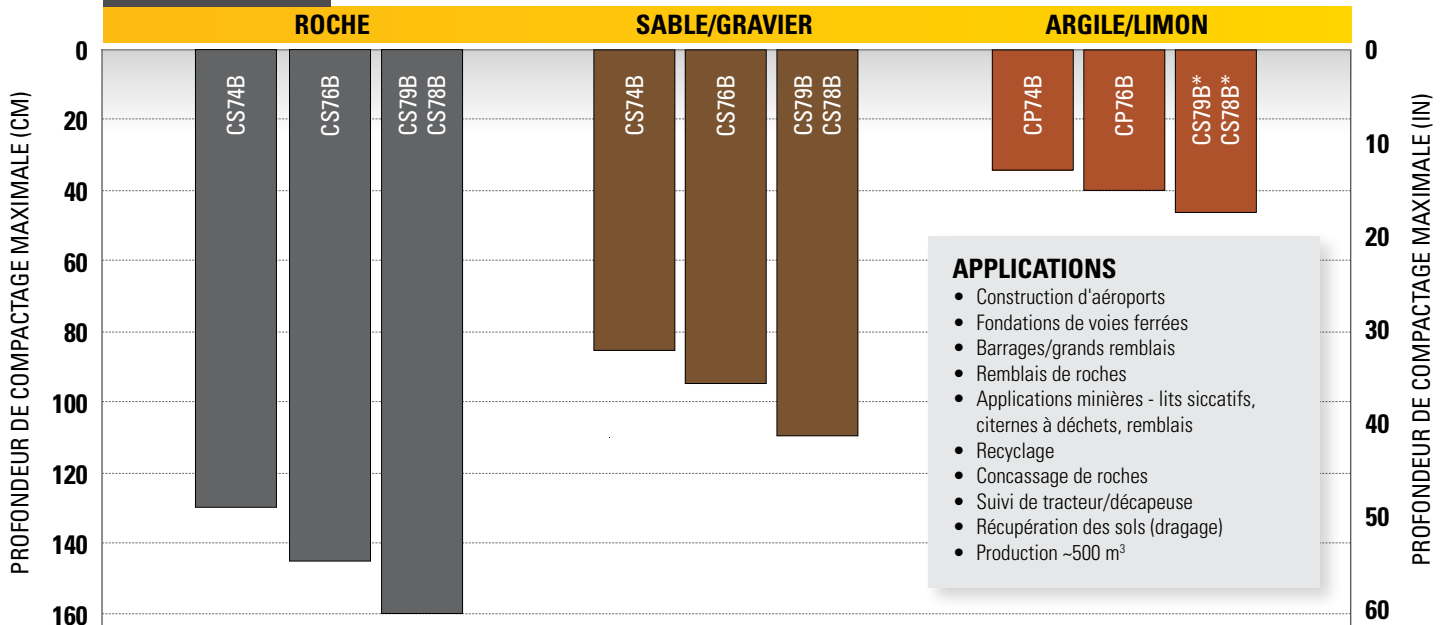 ROCHE
SABLE/GRAVIER
ARGILE/LIMON
PROFONDEUR DE COMPACTAGE MAXIMALE (CM)
0
20
40
60
80
100
120
140
160
CS74B
CS76B
CS79B
CS78B
CS74B
CS76B
CS79B
CS78B
CP74B
CP76B
CS79B*
CS78B*
APPLICATIONS
• Construction d'aéroports
• Fondations de voies ferrées
• Barrages/grands remblais
• Remblais de roches
• Applications minières - lits siccatifs,
citernes à déchets, remblais
• Recyclage
• Concassage de roches
• Suivi de tracteur/décapeuse
• Récupération des sols (dragage)
• Production ~500 m³
0
10
20
30
40
50
60
PROFONDEUR DE COMPACTAGE MAXIMALE (IN)